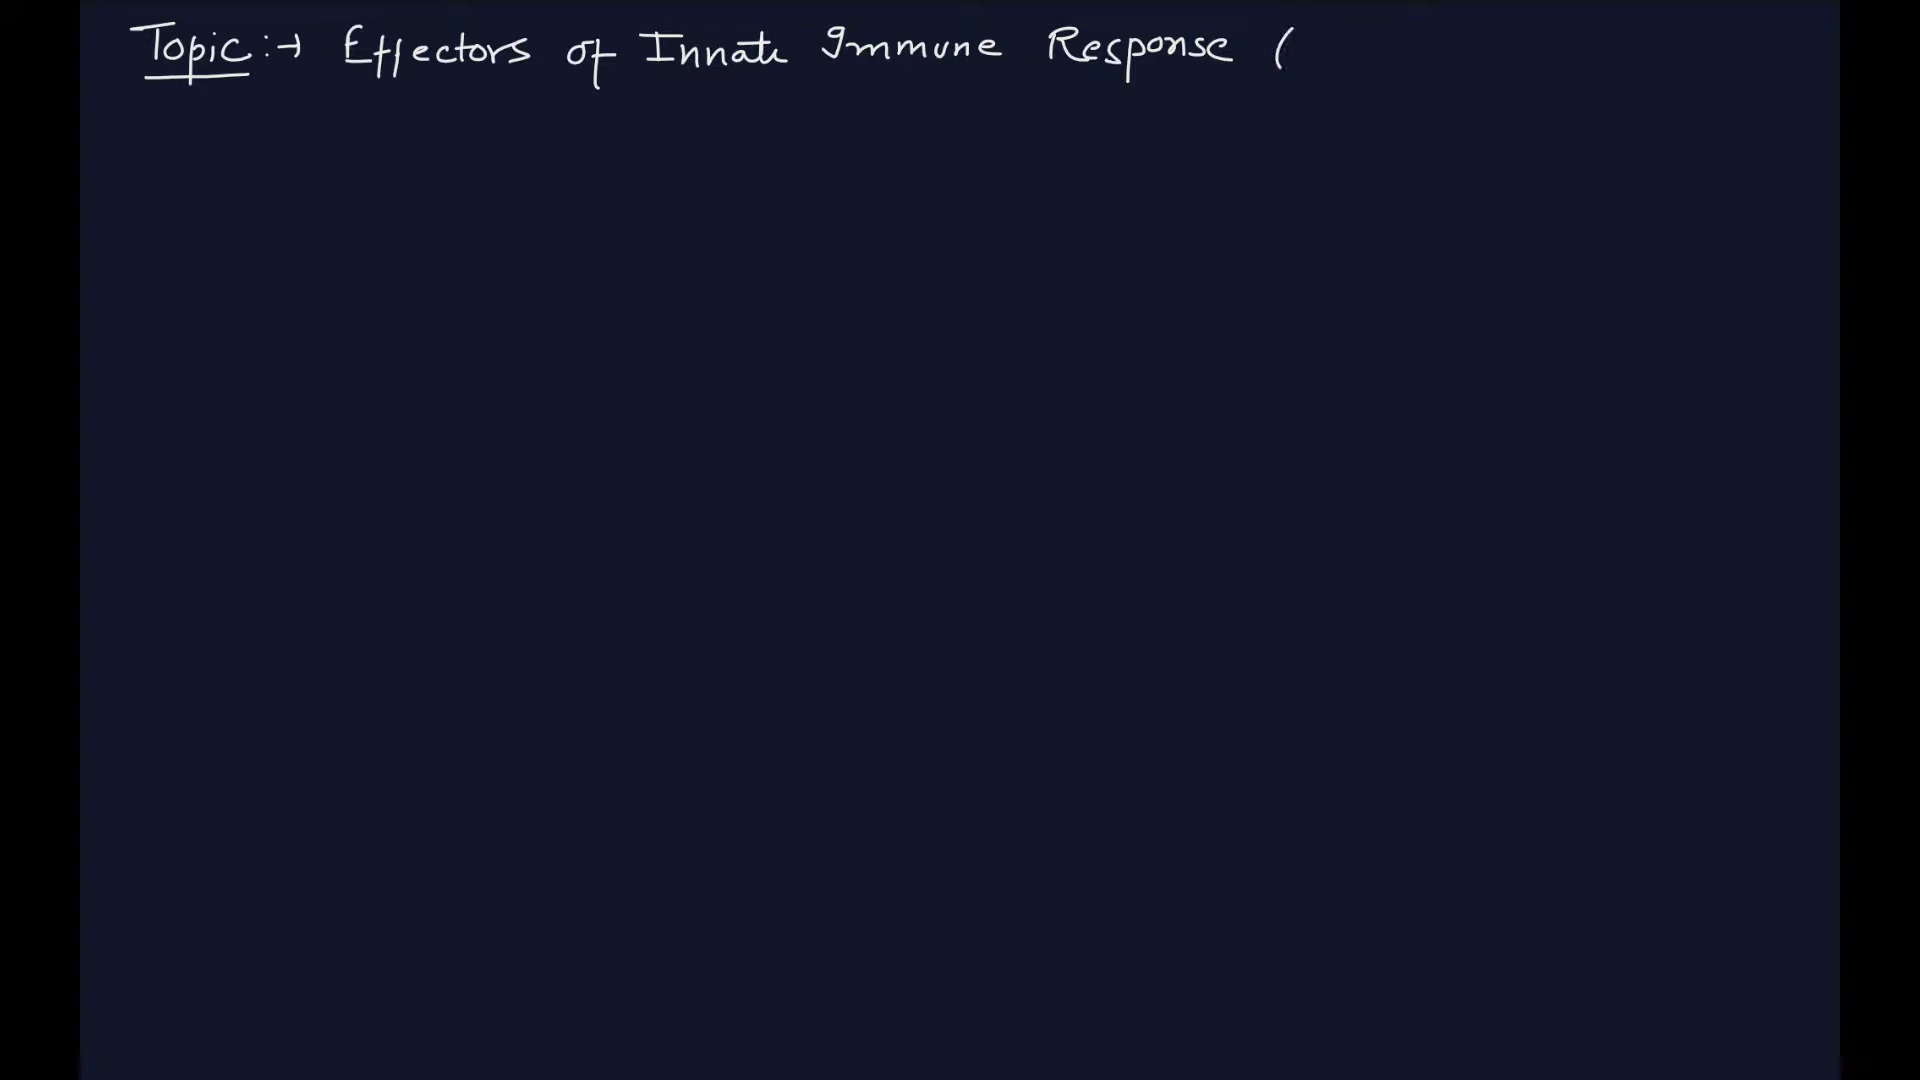 Topic :→ Effectors of Innate Immune Response (